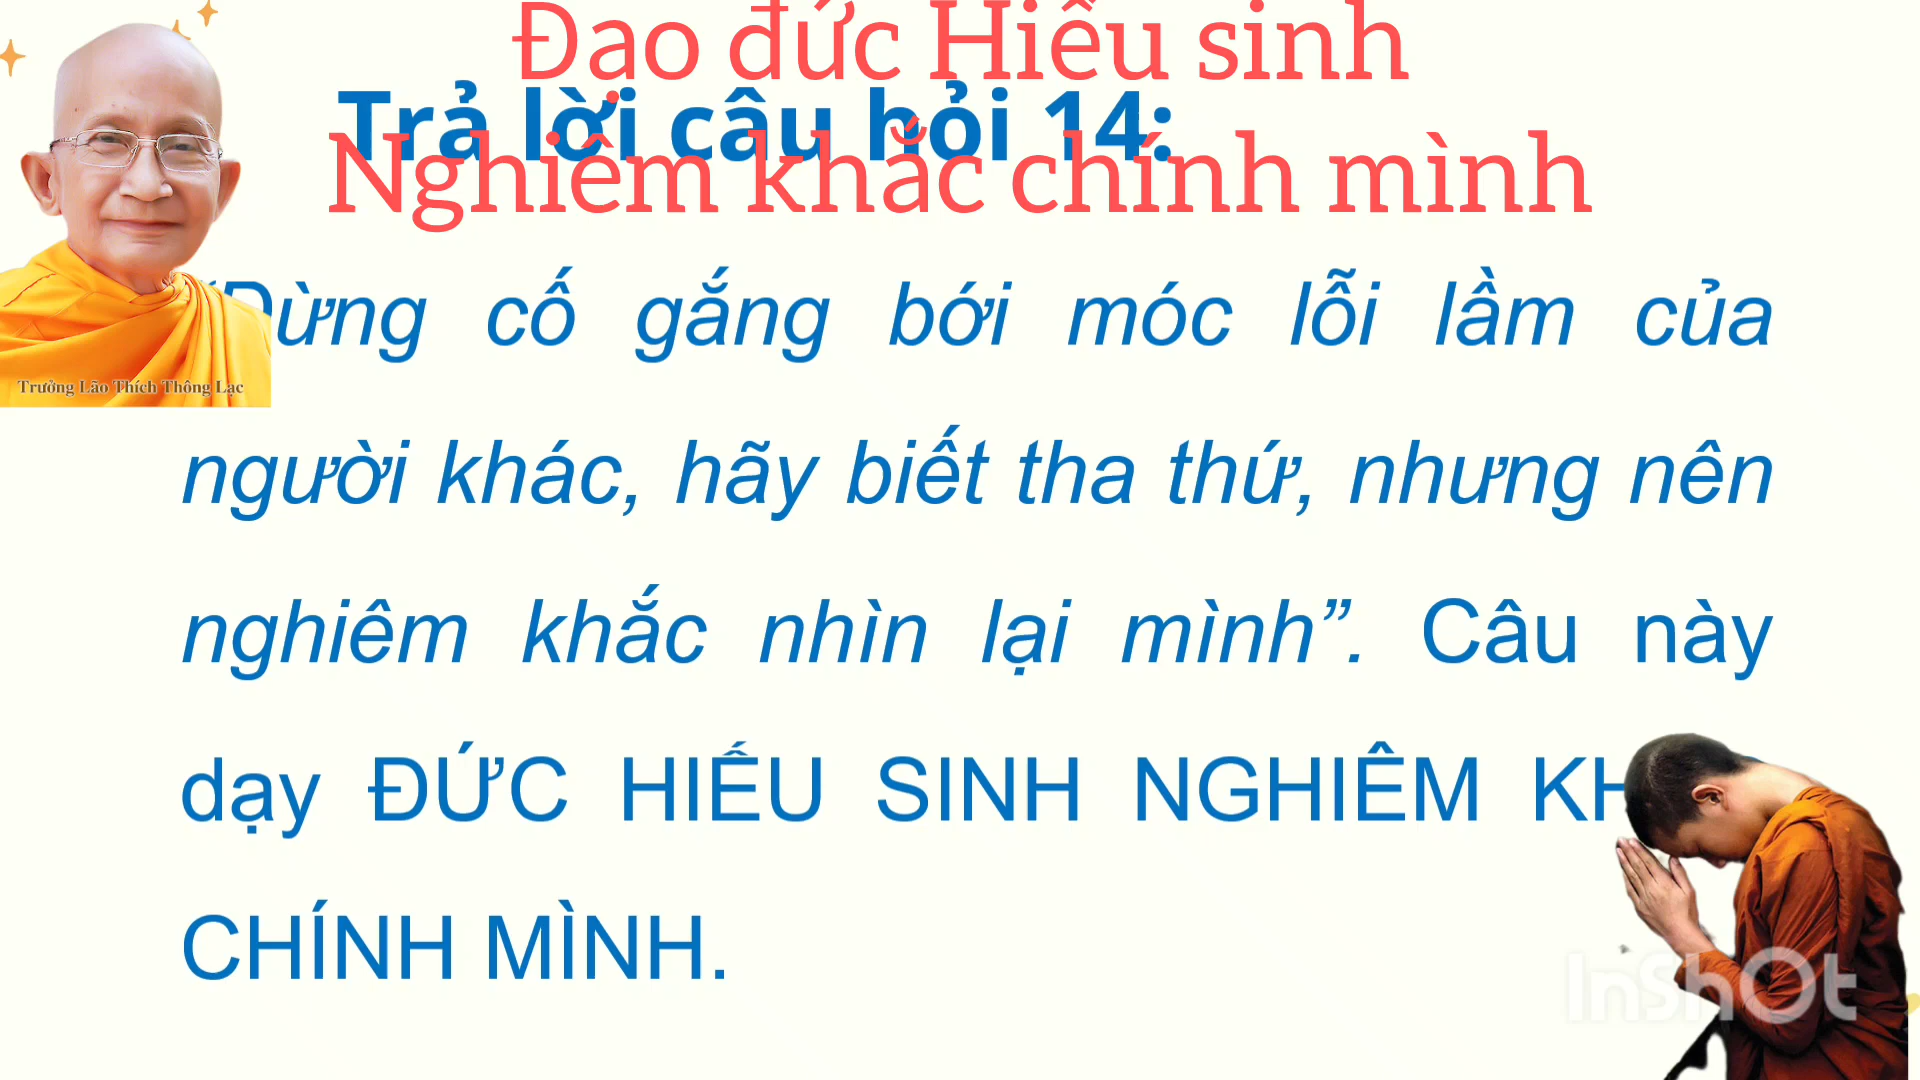 Đạo đức Hiếu sinh
Trả lời câu hỏi 14:
Nghiêm khắc chính mình
“Đừng cố gắng bới móc lỗi lầm của
người khác, hãy biết tha thứ, nhưng nên
nghiêm khắc nhìn lại mình”. Câu này
dạy ĐỨC HIẾU SINH NGHIÊM
CHÍNH MÌNH.
Trưởng Lão Thích Thông Lạc
InShOt